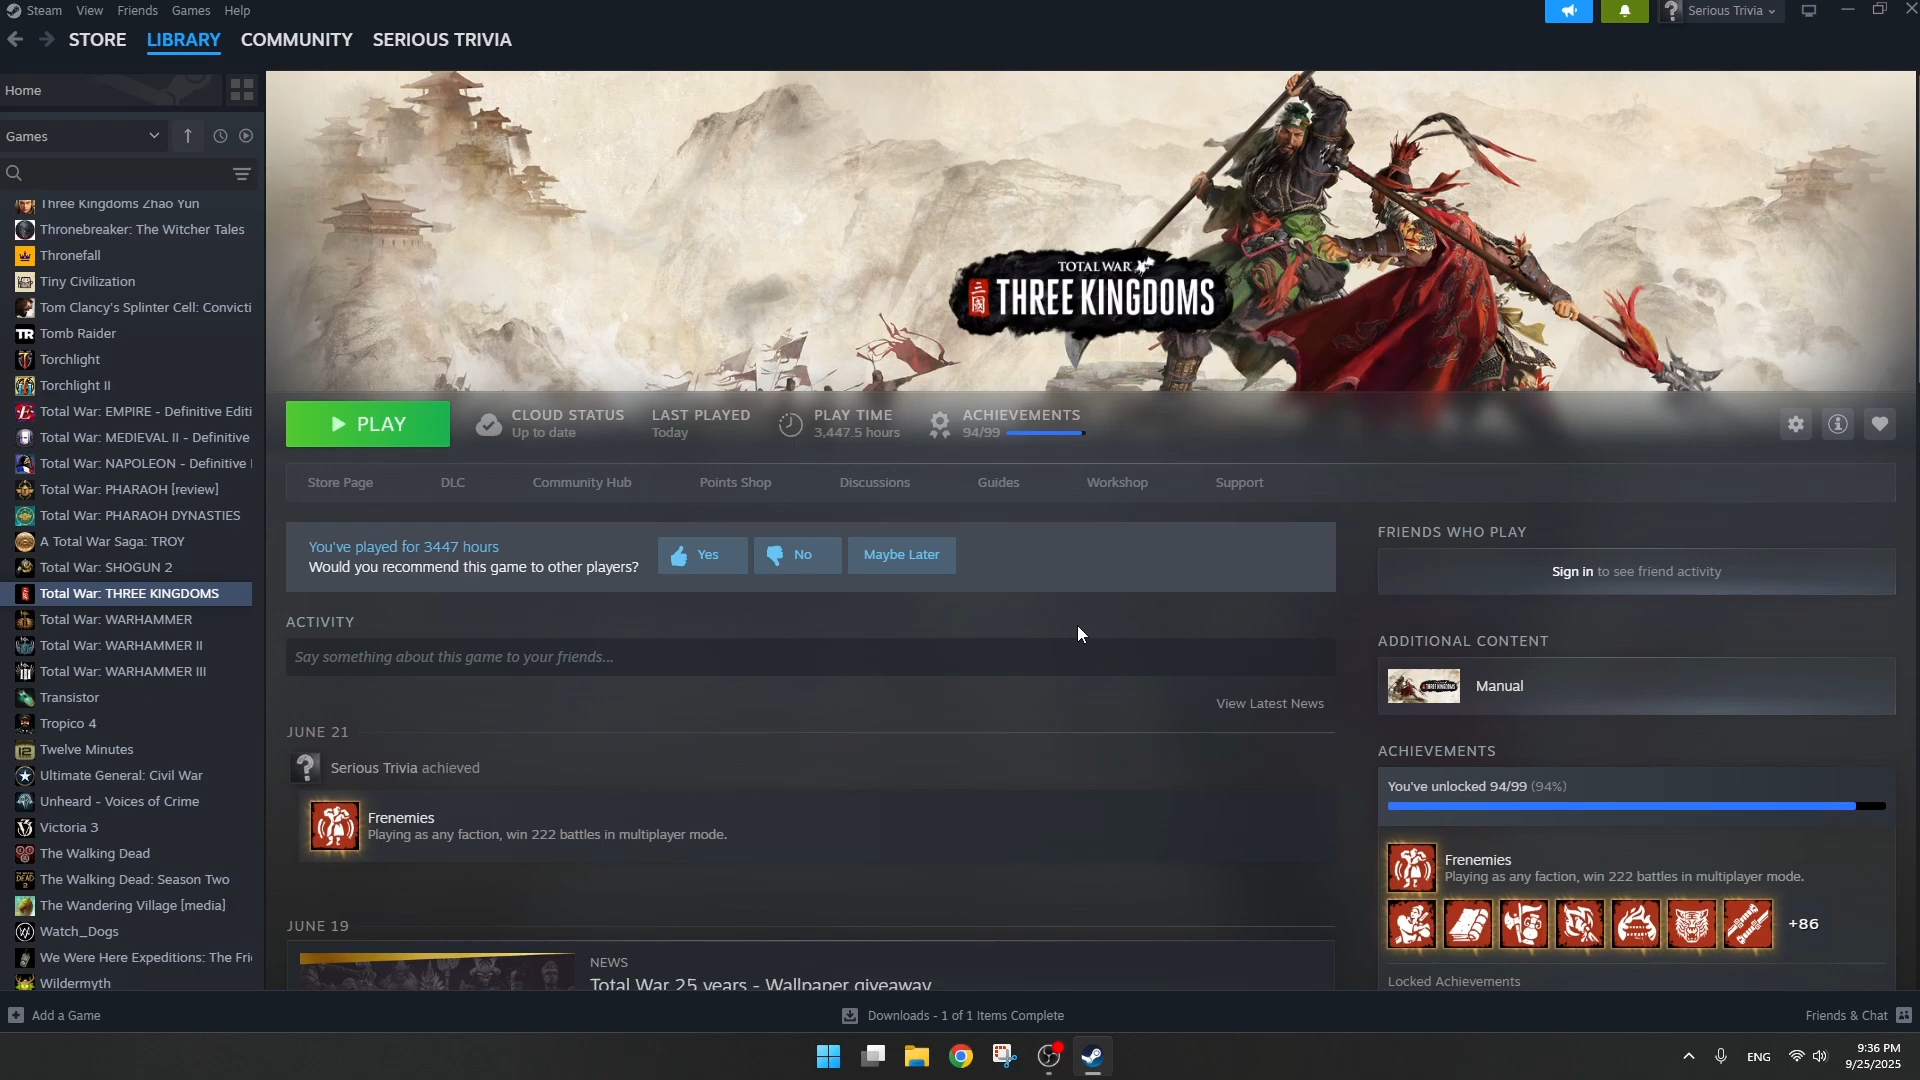 Steam View Friends Games Help
Serious Trivia
STORE LIBRARY COMMUNITY SERIOUS TRIVIA
Home
Games
Three Kingdoms Zhao Yun
Thronebreaker: The Witcher Tales
Thronefall
Tiny Civilization
Tom Clancy's Splinter Cell: Convicti
Tomb Raider
Torchlight
Torchlight II
Total War: EMPIRE - Definitive Editi
Total War: MEDIEVAL II - Definitive
Total War: NAPOLEON - Definitive
Total War: PHARAOH [review]
Total War: PHARAOH DYNASTIES
A Total War Saga: TROY
Total War: SHOGUN 2
Total War: THREE KINGDOMS
Total War: WARHAMMER
Total War: WARHAMMER II
Total War: WARHAMMER III
Transistor
Tropico 4
Twelve Minutes
Ultimate General: Civil War
Unheard - Voices of Crime
Victoria 3
The Walking Dead
The Walking Dead: Season Two
The Wandering Village [media]
Watch_Dogs
We Were Here Expeditions: The Fri
Wildermyth
TOTAL WAR
三國 THREE KINGDOMS
PLAY
CLOUD STATUS
Up to date
LAST PLAYED
Today
PLAY TIME
3,447.5 hours
ACHIEVEMENTS
94/99
Store Page DLC Community Hub Points Shop Discussions Guides Workshop Support
You've played for 3447 hours
Would you recommend this game to other players?
Yes No Maybe Later
ACTIVITY
Say something about this game to your friends...
View Latest News
JUNE 21
Serious Trivia achieved
Frenemies
Playing as any faction, win 222 battles in multiplayer mode.
JUNE 19
NEWS
Total War 25 years - Wallpaper giveaway
FRIENDS WHO PLAY
Sign in to see friend activity
ADDITIONAL CONTENT
Manual
ACHIEVEMENTS
You've unlocked 94/99 (94%)
Frenemies
Playing as any faction, win 222 battles in multiplayer mode.
+86
Locked Achievements
Add a Game
Downloads - 1 of 1 Items Complete
Friends & Chat
ENG
9:36 PM
9/25/2025